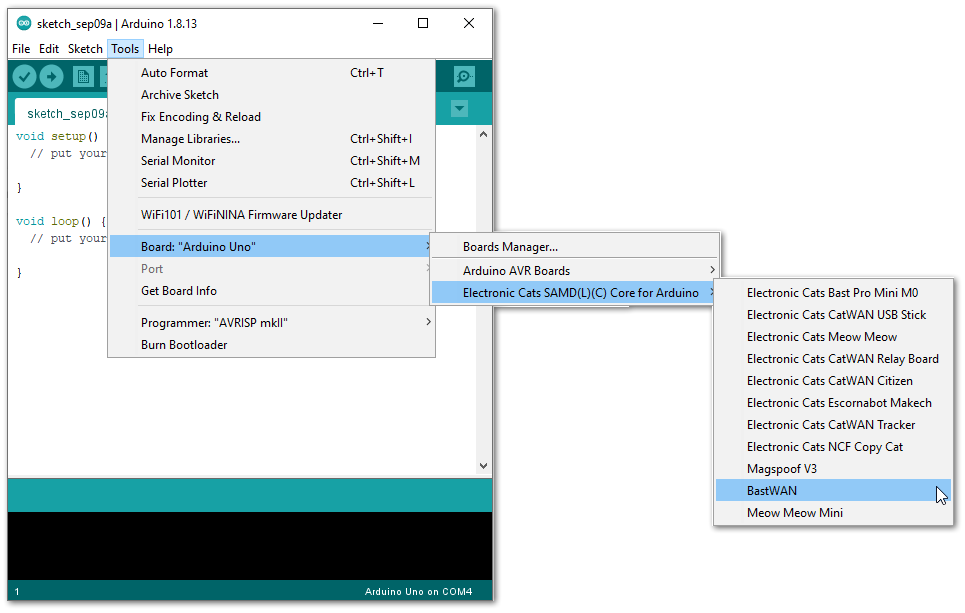 sketch_sep09a | Arduino 1.8.13
File Edit Sketch Tools Help
sketch_sep09a
void setup()
// put your
}
void loop() {
// put your
}
Auto Format Ctrl+T
Archive Sketch
Fix Encoding & Reload
Manage Libraries... Ctrl+Shift+I
Serial Monitor Ctrl+Shift+M
Serial Plotter Ctrl+Shift+L
WiFi101 / WiFiNINA Firmware Updater
Board: "Arduino Uno"
Port
Get Board Info
Programmer: "AVRISP mkII"
Burn Bootloader
Boards Manager...
Arduino AVR Boards
Electronic Cats SAMD(L)(C) Core for Arduino
Electronic Cats Bast Pro Mini M0
Electronic Cats CatWAN USB Stick
Electronic Cats Meow Meow
Electronic Cats CatWAN Relay Board
Electronic Cats CatWAN Citizen
Electronic Cats Escornabot Makech
Electronic Cats CatWAN Tracker
Electronic Cats NCF Copy Cat
Magspoof V3
BastWAN
Meow Meow Mini
1 Arduino Uno on COM4